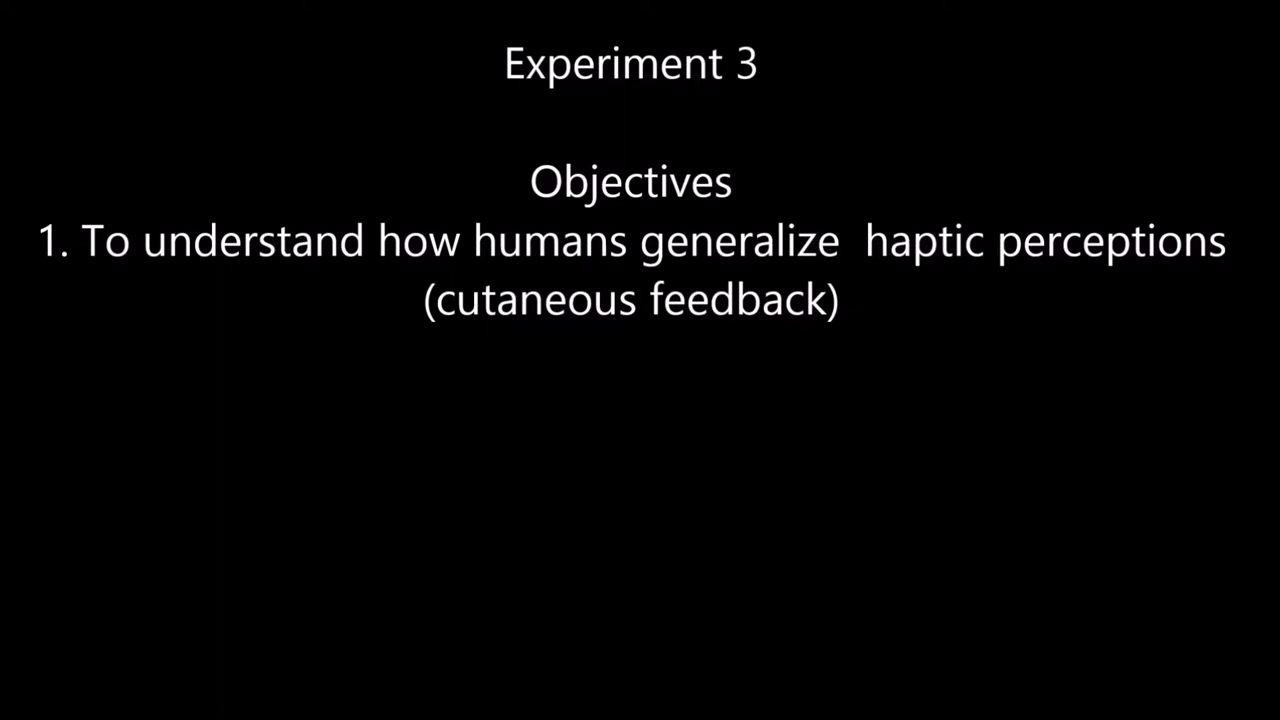 Experiment 3
Objectives
1. To understand how humans generalize  haptic perceptions
(cutaneous feedback)